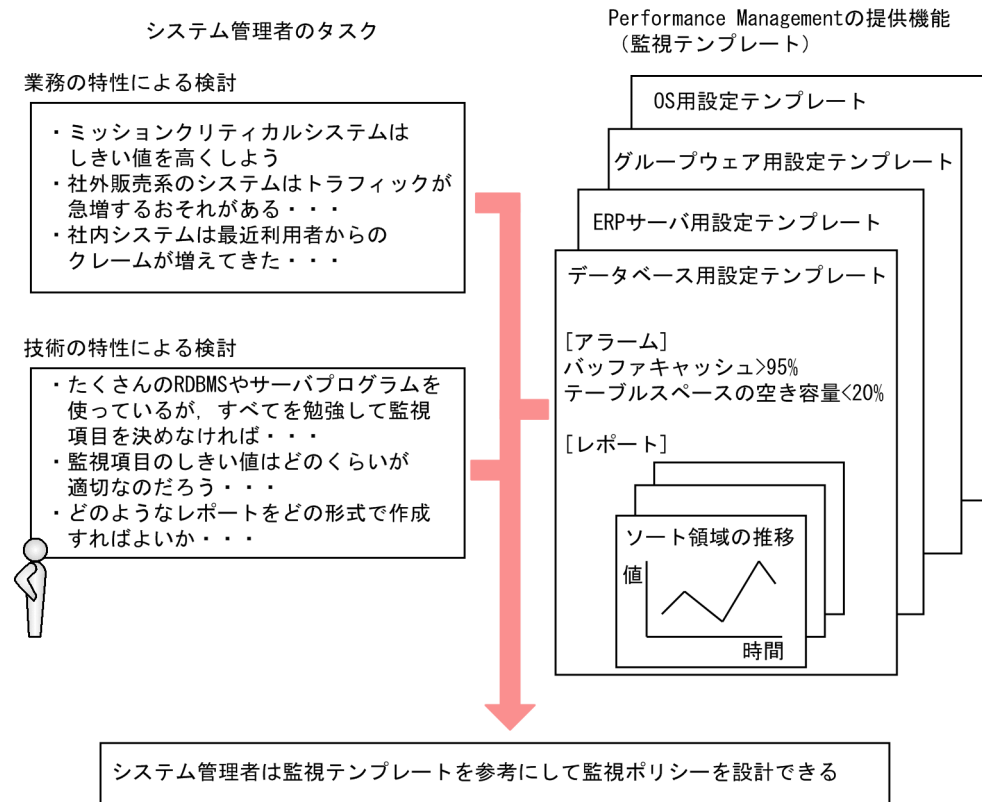 システム管理者のタスク
業務の特性による検討
・ミッションクリティカルシステムは
しきい値を高くしよう
・社外販売系のシステムはトラフィックが
急増するおそれがある・・・
・社内システムは最近利用者からの
クレームが増えてきた・・・
技術の特性による検討
・たくさんのRDBMSやサーバプログラムを
使っているが，すべてを勉強して監視
項目を決めなければ・・・
・監視項目のしきい値はどのくらいが
適切なのだろう・・・
・どのようなレポートをどの形式で作成
すればよいか・・・
Performance Managementの提供機能
（監視テンプレート）
OS用設定テンプレート
グループウェア用設定テンプレート
ERPサーバ用設定テンプレート
データベース用設定テンプレート
[アラーム]
バッファキャッシュ>95%
テーブルスペースの空き容量<20%
[レポート]
ソート領域の推移
値
時間
システム管理者は監視テンプレートを参考にして監視ポリシーを設計できる